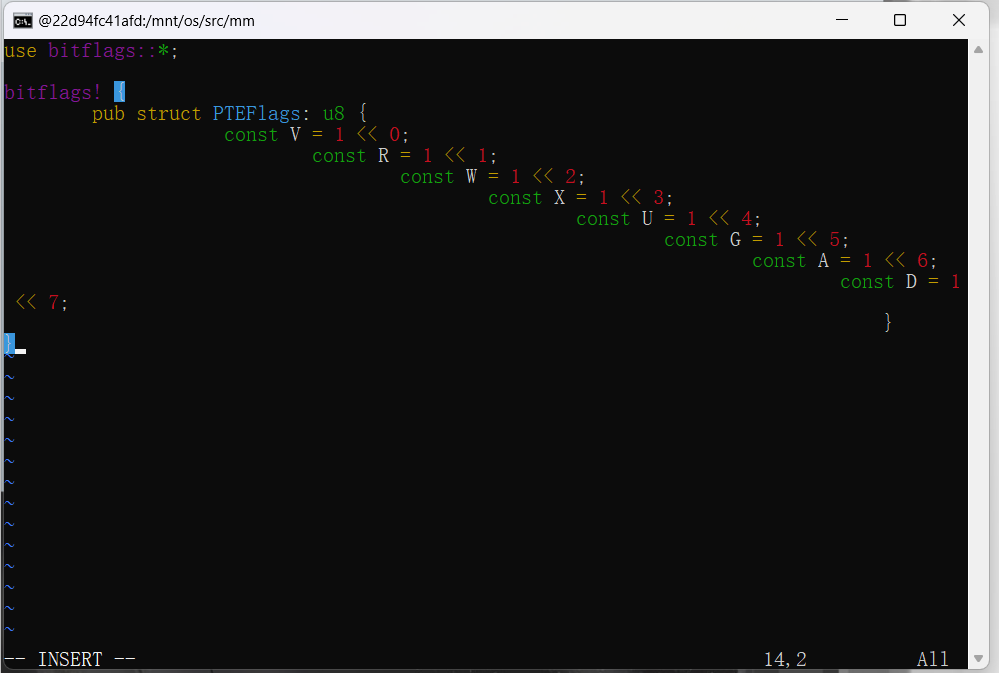 @22d94fc41afd:/mnt/os/src/mm
use bitflags::*;
bitflags! {
pub struct PTEFlags: u8 {
const V = 1 << 0;
const R = 1 << 1;
const W = 1 << 2;
const X = 1 << 3;
const U = 1 << 4;
const G = 1 << 5;
const A = 1 << 6;
const D = 1
<< 7;
}
}
~
~
~
~
~
~
~
~
~
~
~
~
~
~
-- INSERT -- 14,2 All